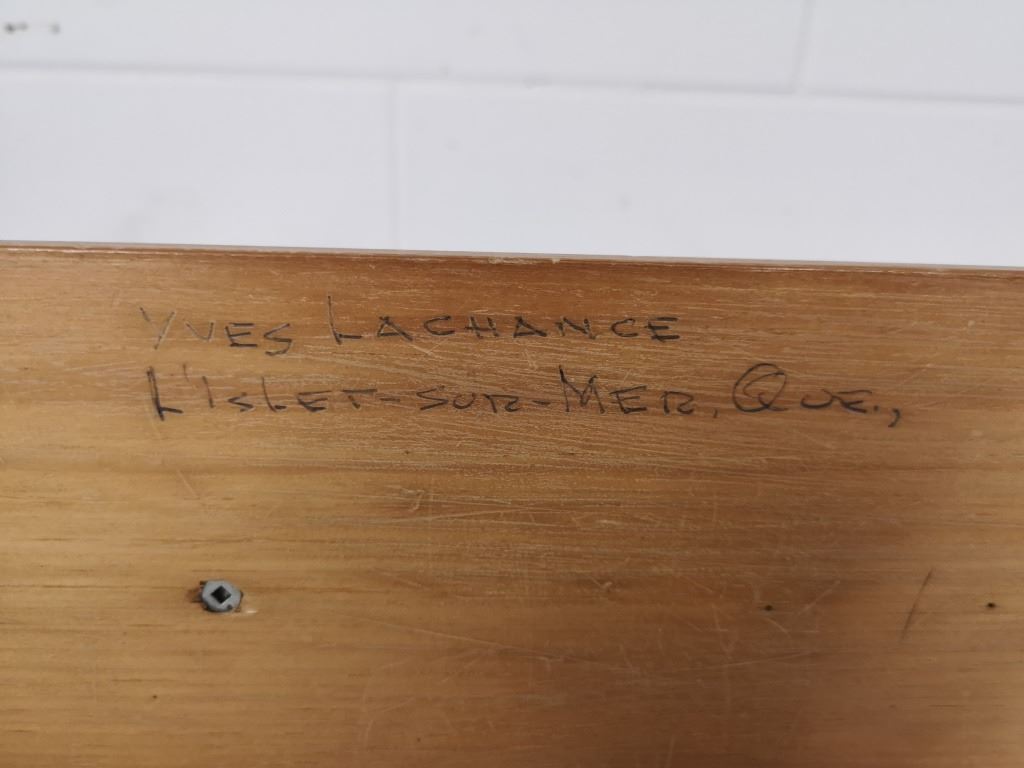 YVES LACHANCE
L'ISLET-SUR-MER, QUE.,